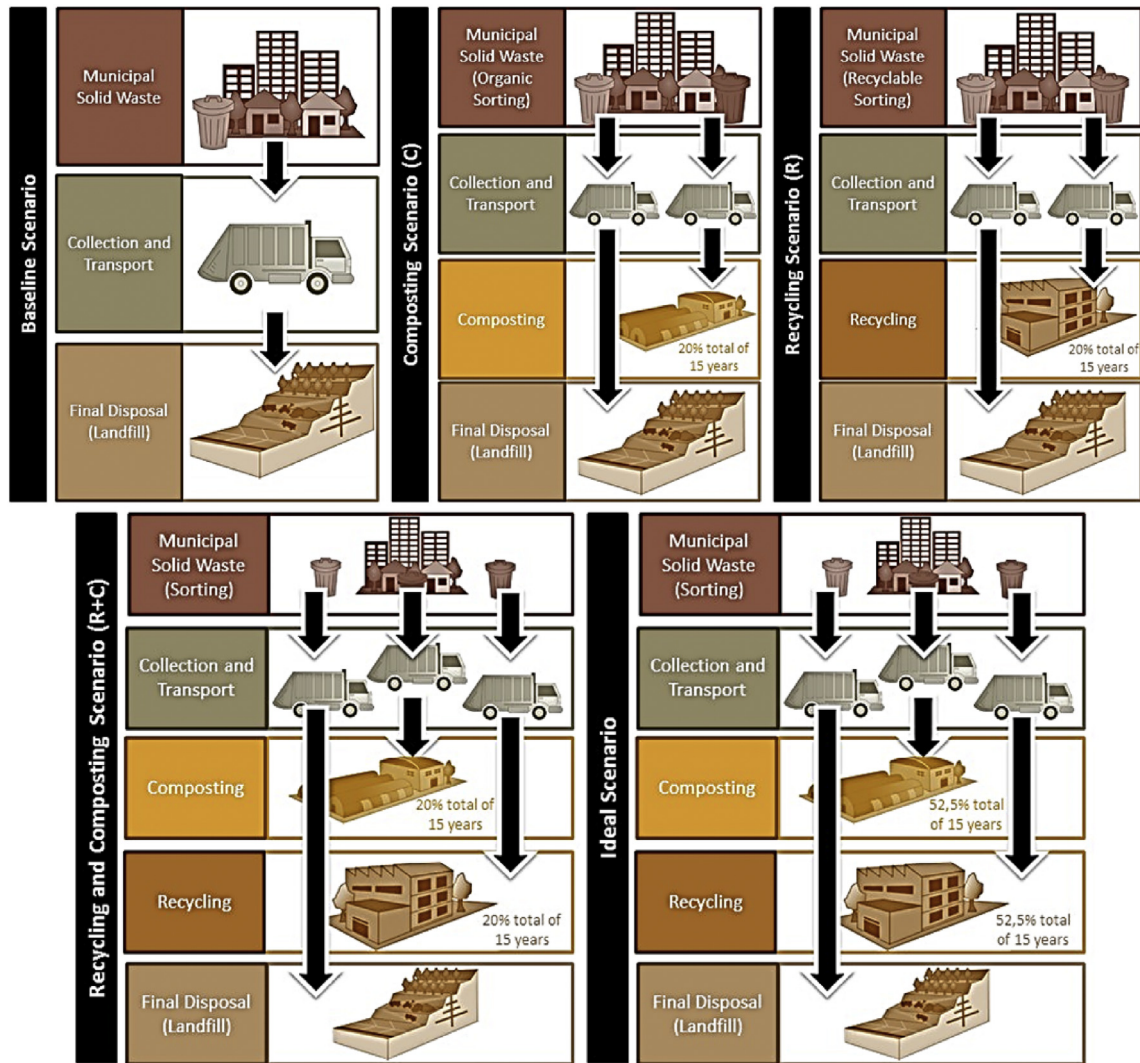 Baseline Scenario
Municipal
Solid Waste
Collection and
Transport
Final Disposal
(Landfill)
Composting Scenario (C)
Municipal
Solid Waste
(Organic
Sorting)
Collection and
Transport
Composting
20% total of
15 years
Final Disposal
(Landfill)
Recycling Scenario (R)
Municipal
Solid Waste
(Recyclable
Sorting)
Collection and
Transport
Recycling
20% total of
15 years
Final Disposal
(Landfill)
Recycling and Composting Scenario (R+C)
Municipal
Solid Waste
(Sorting)
Collection and
Transport
Composting
20% total of
15 years
Recycling
20% total of
15 years
Final Disposal
(Landfill)
Ideal Scenario
Municipal
Solid Waste
(Sorting)
Collection and
Transport
Composting
52,5% total
of 15 years
Recycling
52,5% total
of 15 years
Final Disposal
(Landfill)